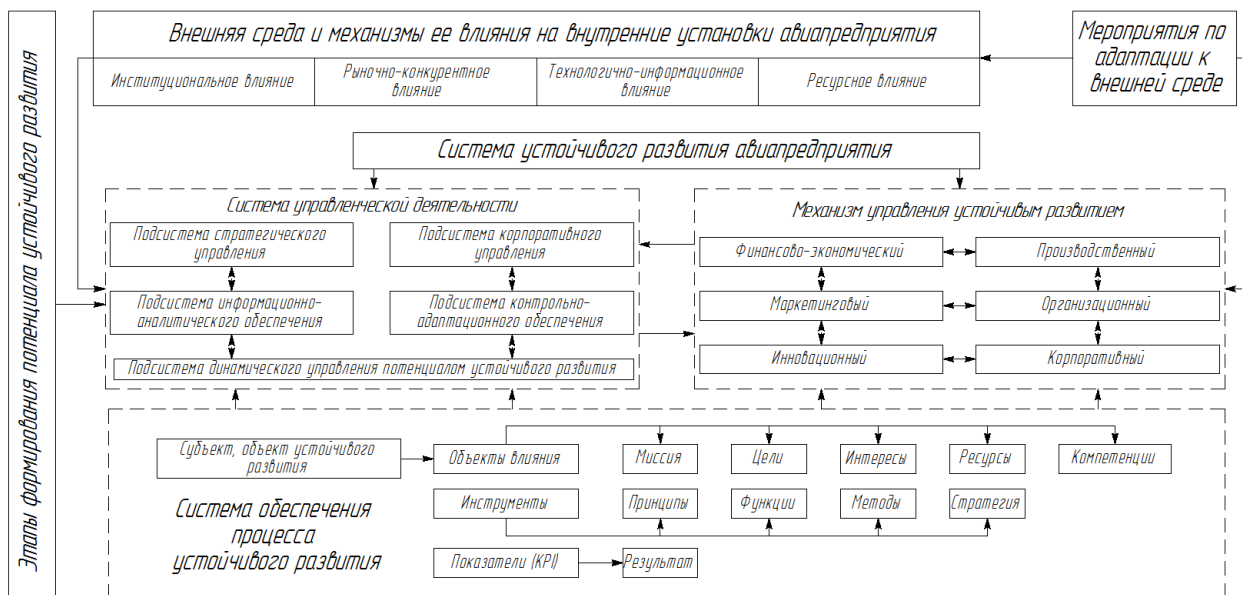 Этапы формирования потенциала устойчивого развития
Внешняя среда и механизмы ее влияния на внутренние установки авиапредприятия
Институциональное влияние
Рыночно-конкурентное
влияние
Технологично-информационное
влияние
Ресурсное влияние
Мероприятия по
адаптации к
внешней среде
Система устойчивого развития авиапредприятия
Система управленческой деятельности
Подсистема стратегического
управления
Подсистема корпоративного
управления
Подсистема информационно-
аналитического обеспечения
Подсистема контрольно-
адаптационного обеспечения
Подсистема динамического управления потенциалом устойчивого развития
Механизм управления устойчивым развитием
Финансово-экономический
Производственный
Маркетинговый
Организационный
Инновационный
Корпоративный
Субъект, объект устойчивого
развития
Объекты влияния
Миссия
Цели
Интересы
Ресурсы
Компетенции
Система обеспечения
процесса
устойчивого развития
Инструменты
Принципы
Функции
Методы
Стратегия
Показатели (KPI)
Результат